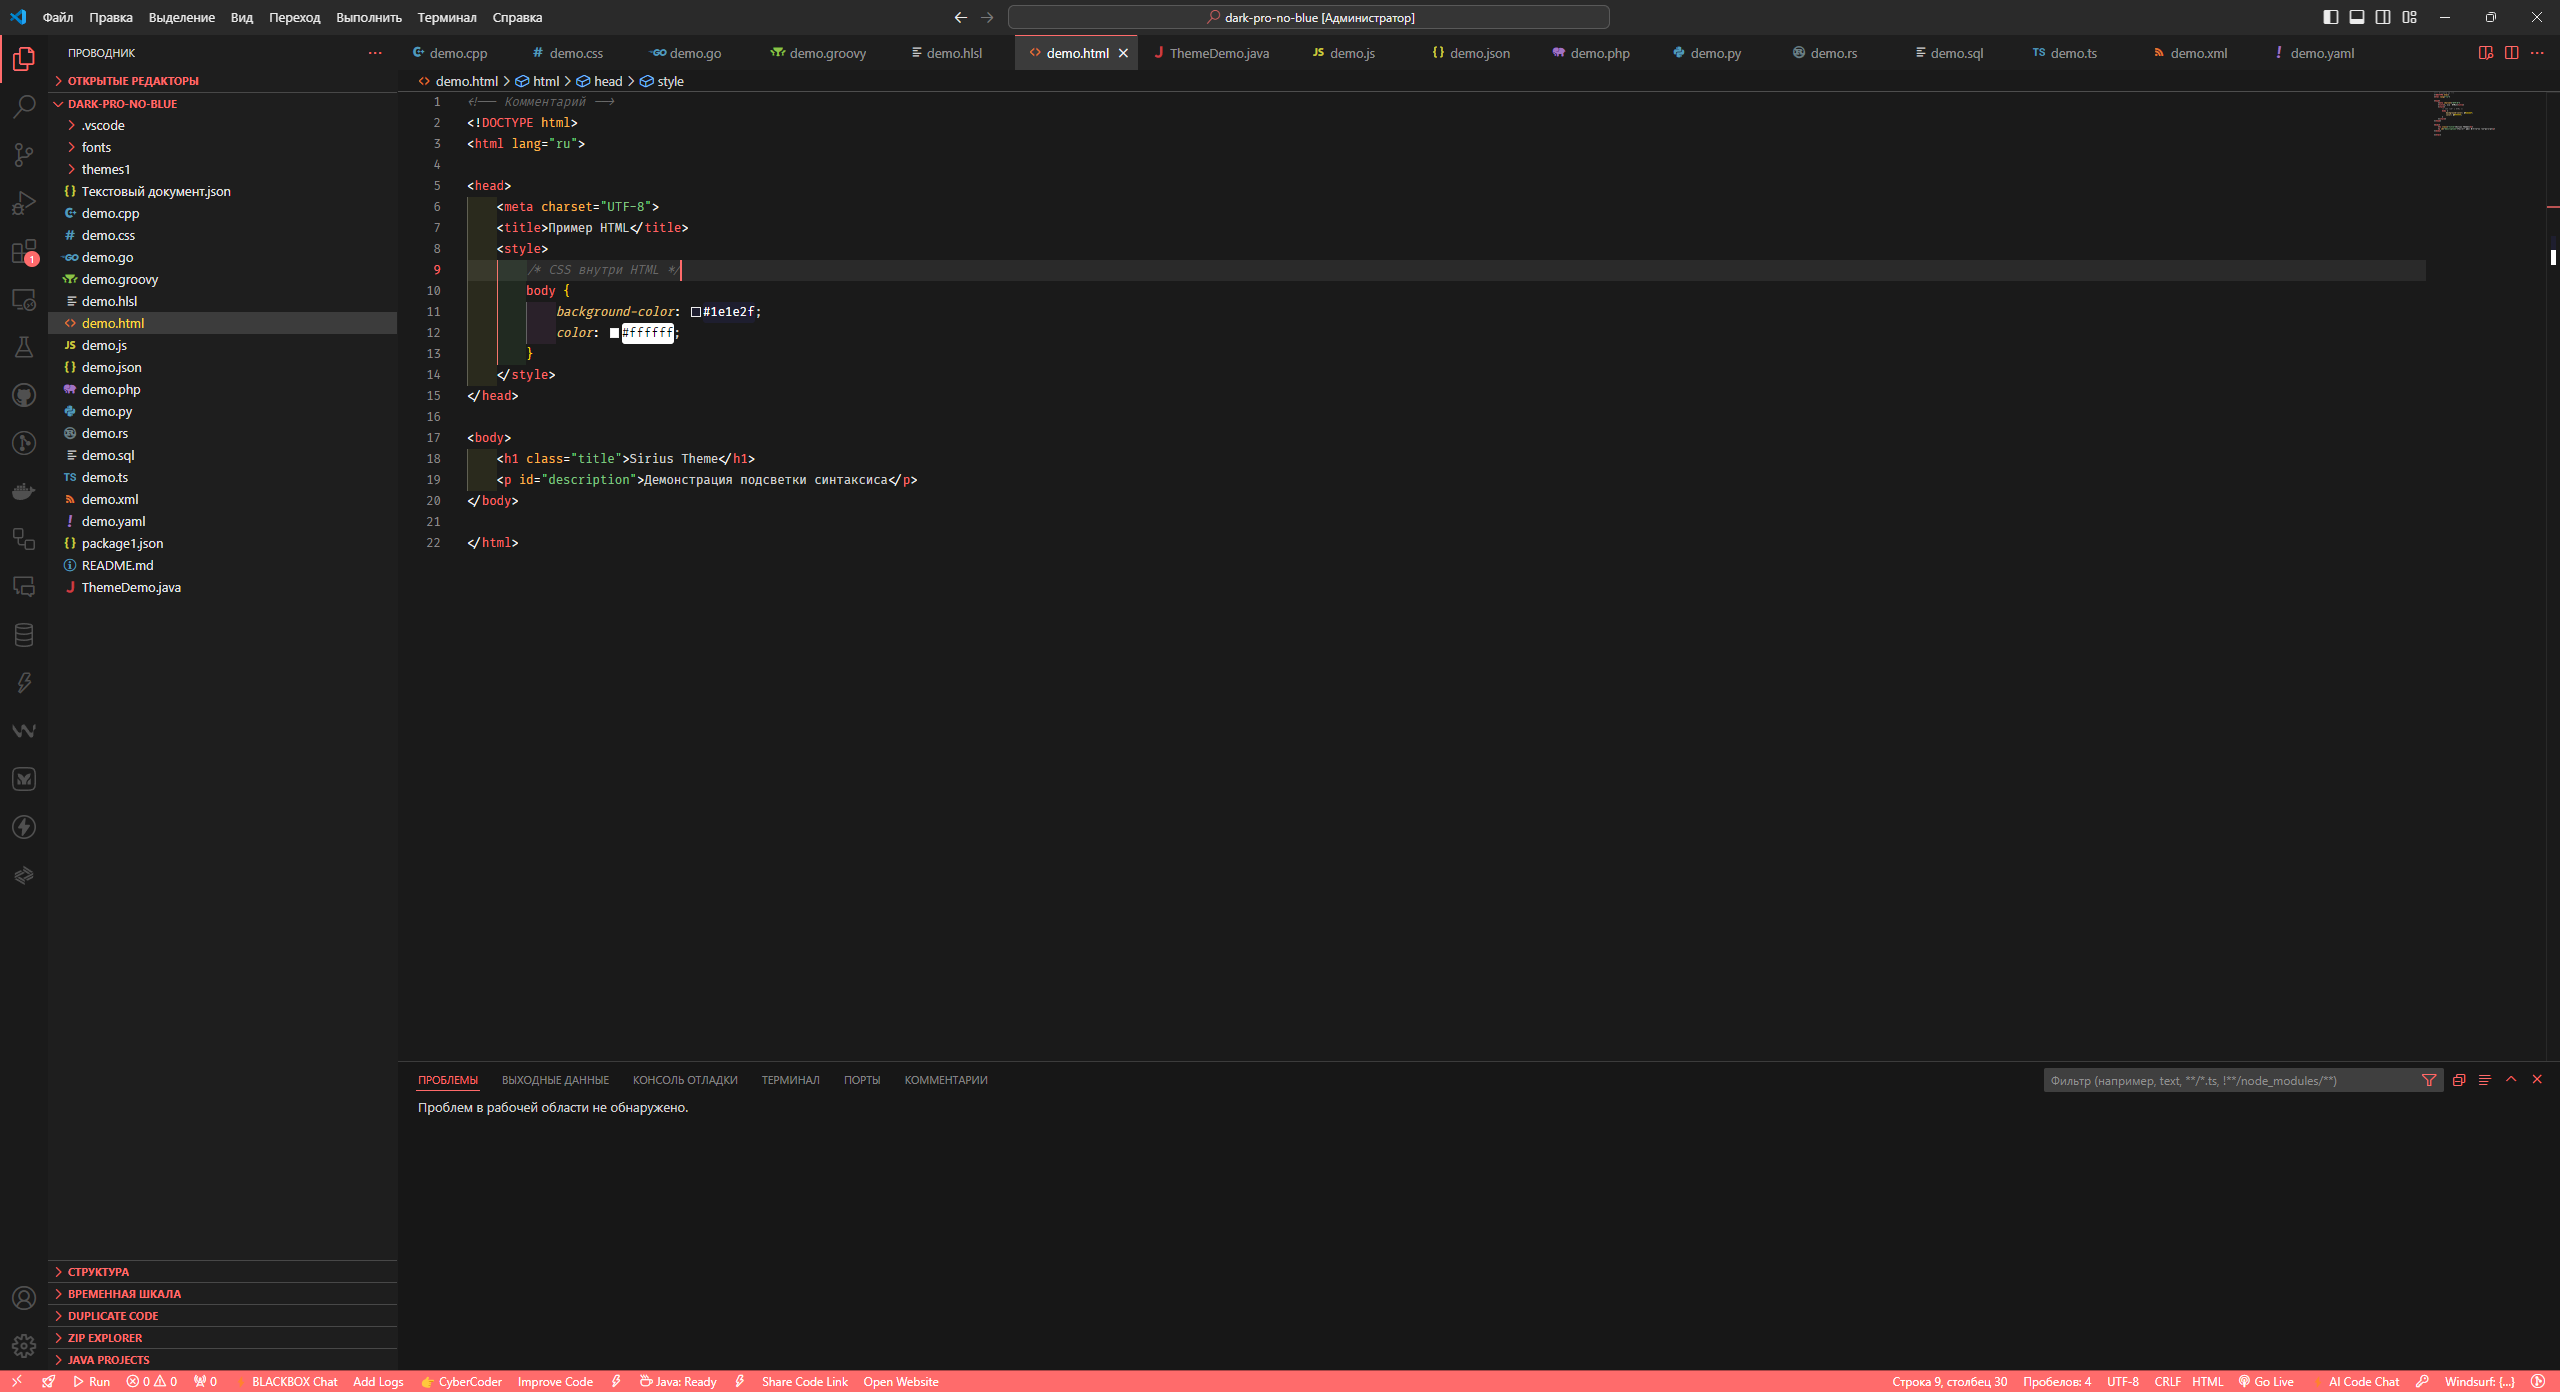 Файл Правка Выделение Вид Переход Выполнить Терминал Справка
dark-pro-no-blue [Администратор]
ПРОВОДНИК
demo.cpp demo.css demo.go demo.groovy demo.hlsl demo.html ThemeDemo.java demo.js demo.json demo.php demo.py demo.rs demo.sql demo.ts demo.xml demo.yaml
demo.html > html > head > style
ОТКРЫТЫЕ РЕДАКТОРЫ
DARK-PRO-NO-BLUE
.vscode
fonts
themes1
Текстовый документ.json
demo.cpp
demo.css
demo.go
demo.groovy
demo.hlsl
demo.html
demo.js
demo.json
demo.php
demo.py
demo.rs
demo.sql
demo.ts
demo.xml
demo.yaml
package1.json
README.md
ThemeDemo.java
СТРУКТУРА
ВРЕМЕННАЯ ШКАЛА
DUPLICATE CODE
ZIP EXPLORER
JAVA PROJECTS
1 <!-- Комментарий -->
2 <!DOCTYPE html>
3 <html lang="ru">
4
5 <head>
6 <meta charset="UTF-8">
7 <title>Пример HTML</title>
8 <style>
9 /* CSS внутри HTML */
10 body {
11 background-color: #1e1e2f;
12 color: #ffffff;
13 }
14 </style>
15 </head>
16
17 <body>
18 <h1 class="title">Sirius Theme</h1>
19 <p id="description">Демонстрация подсветки синтаксиса</p>
20 </body>
21
22 </html>
ПРОБЛЕМЫ ВЫХОДНЫЕ ДАННЫЕ КОНСОЛЬ ОТЛАДКИ ТЕРМИНАЛ ПОРТЫ КОММЕНТАРИИ
Фильтр (например, text, **/*.ts, !**/node_modules/**)
Проблем в рабочей области не обнаружено.
Run 0 0 0 BLACKBOX Chat Add Logs CyberCoder Improve Code Java: Ready Share Code Link Open Website
Строка 9, столбец 30 Пробелов: 4 UTF-8 CRLF HTML Go Live AI Code Chat Windsurf: {...}